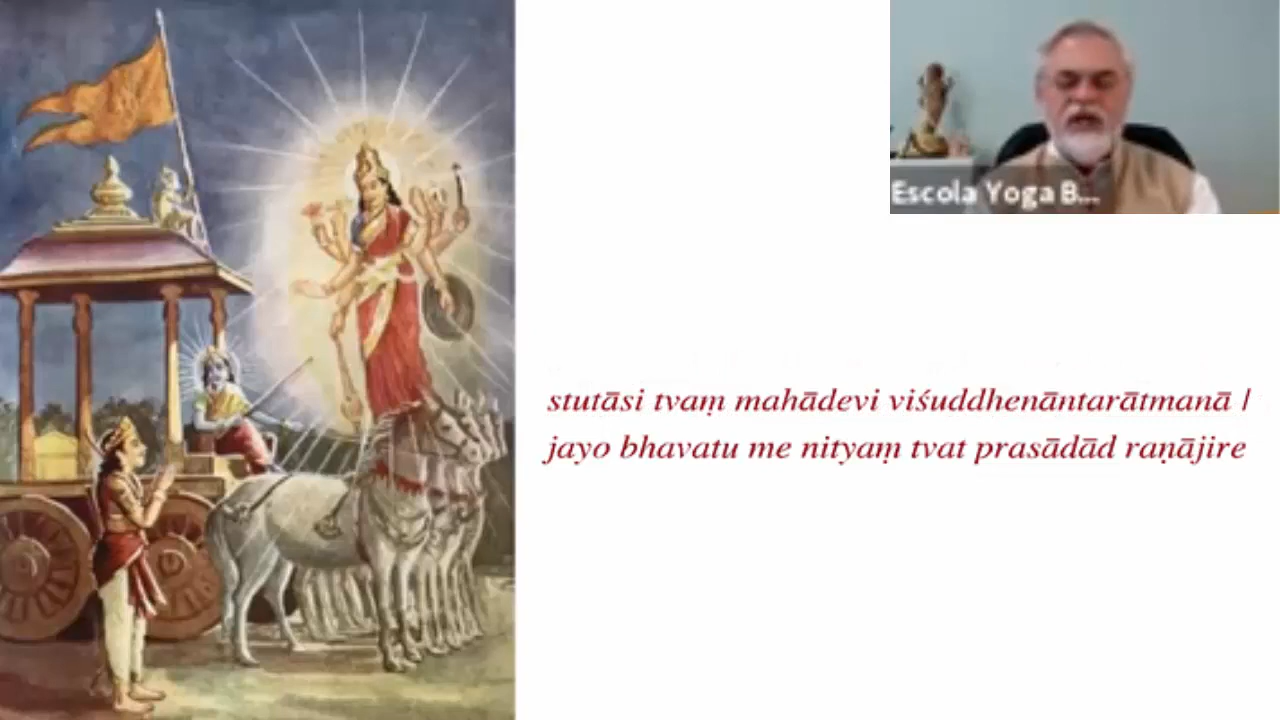 Escola Yoga B...
stutāsi tvaṃ mahādevi viśuddhenāntarātmanā |
jayo bhavatu me nityaṃ tvat prasādād raṇājire